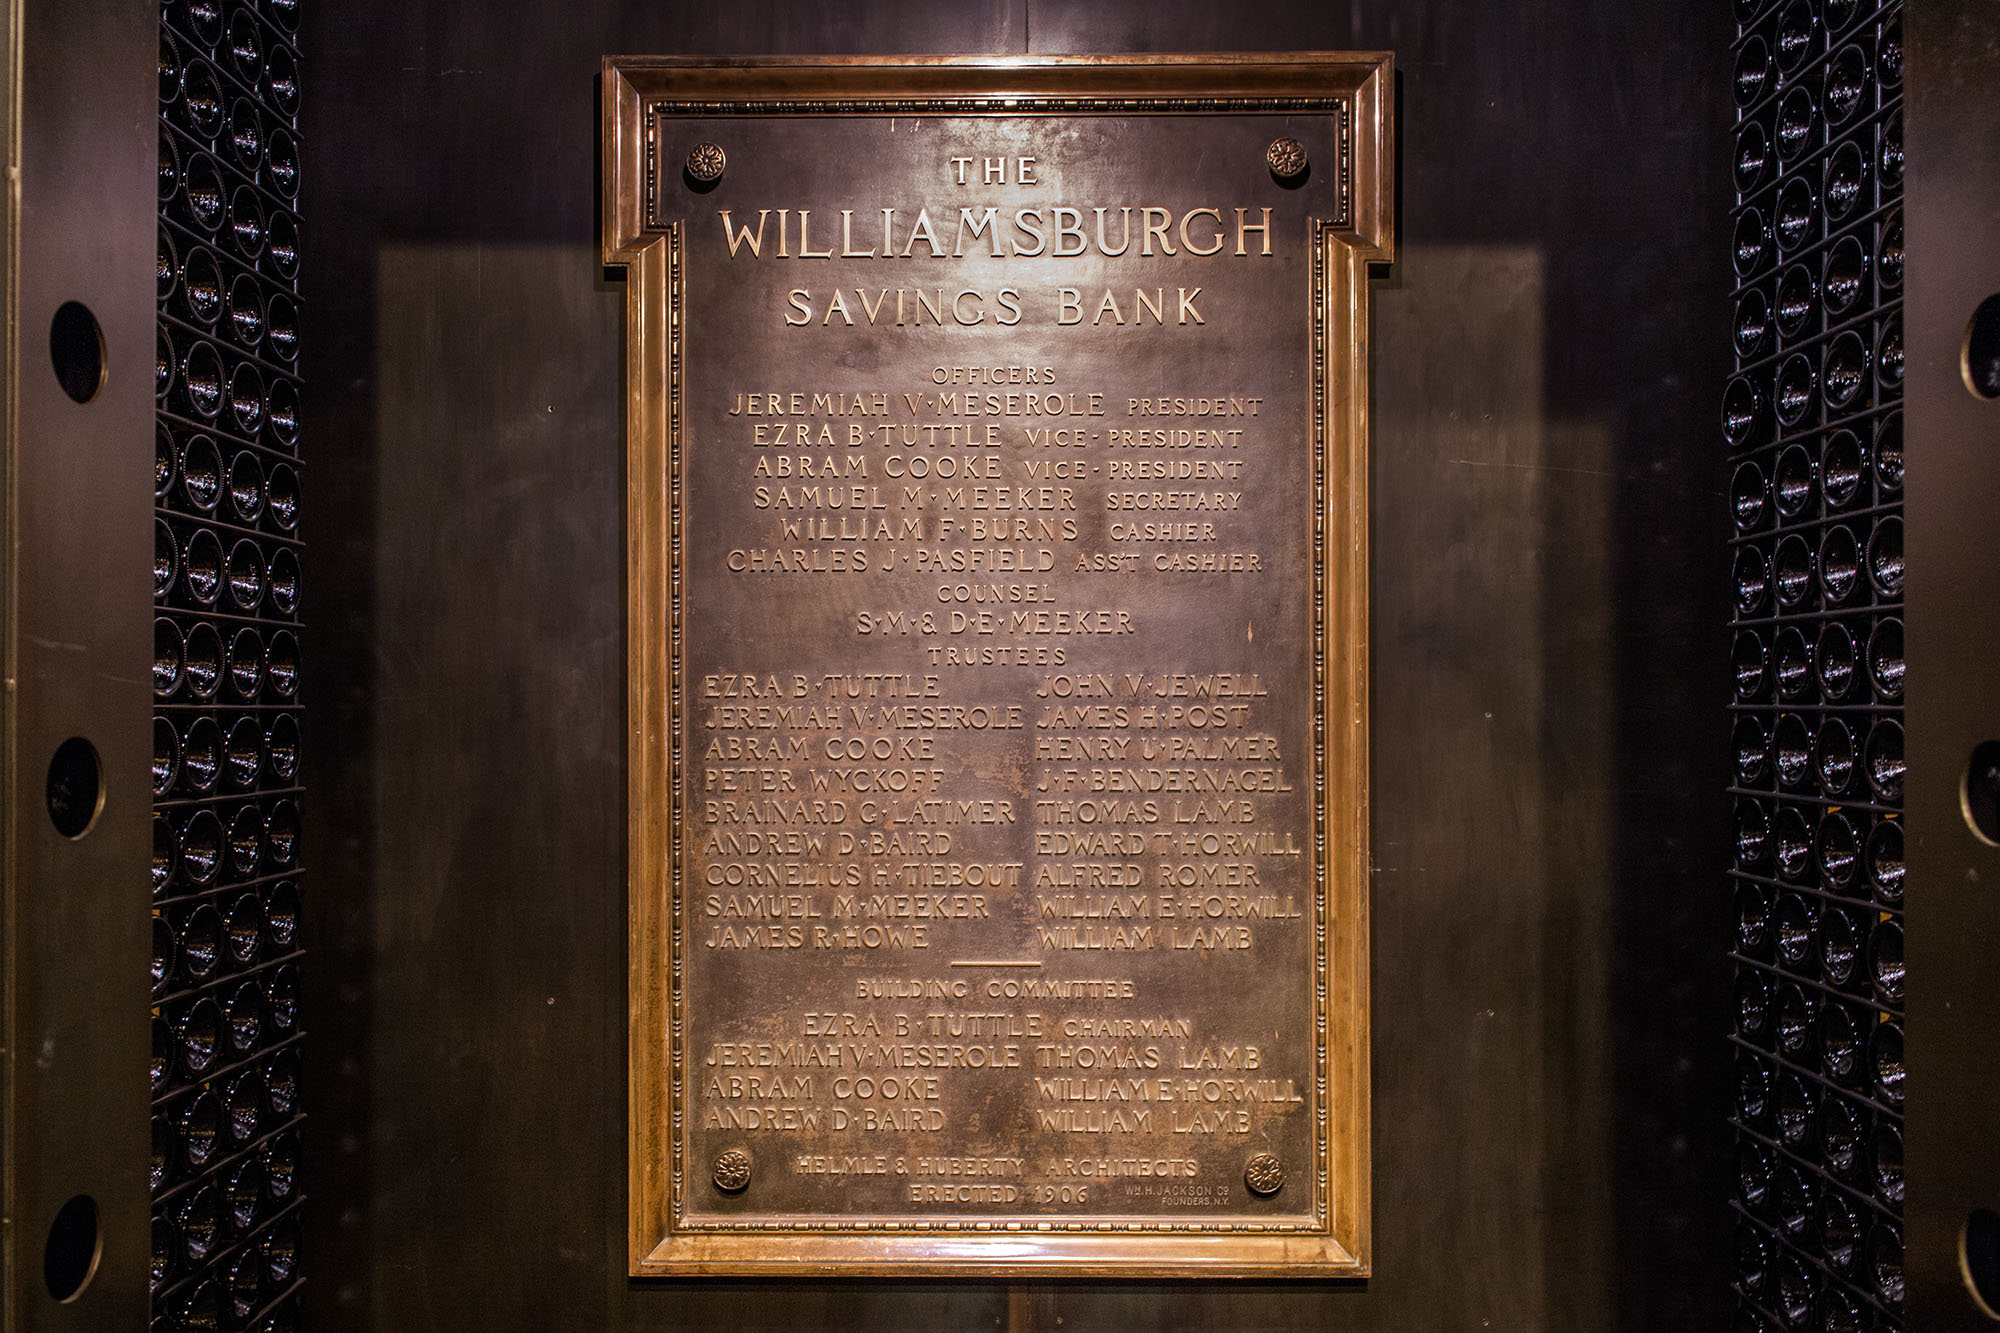 THE
WILLIAMSBURGH
SAVINGS BANK
OFFICERS
JEREMIAH V·MESEROLE PRESIDENT
EZRA B·TUTTLE VICE-PRESIDENT
ABRAM COOKE VICE-PRESIDENT
SAMUEL M·MEEKER SECRETARY
WILLIAM F·BURNS CASHIER
CHARLES J·PASFIELD ASS'T CASHIER
COUNSEL
S·M·& D·E·MEEKER
TRUSTEES
EZRA B·TUTTLE JOHN V·JEWELL
JEREMIAH V·MESEROLE JAMES H·POST
ABRAM COOKE HENRY U·PALMER
PETER WYCKOFF J·F·BENDERNAGEL
BRAINARD G·LATIMER THOMAS LAMB
ANDREW D·BAIRD EDWARD T·HORWILL
CORNELIUS H·TIEBOUT ALFRED ROMER
SAMUEL M·MEEKER WILLIAM E·HORWILL
JAMES R·HOWE WILLIAM LAMB
BUILDING COMMITTEE
EZRA B·TUTTLE CHAIRMAN
JEREMIAH V·MESEROLE THOMAS LAMB
ABRAM COOKE WILLIAM E·HORWILL
ANDREW D·BAIRD WILLIAM LAMB
HELMLE & HUBERTY ARCHITECTS
ERECTED 1906
WM. H. JACKSON CO
FOUNDERS, N.Y.